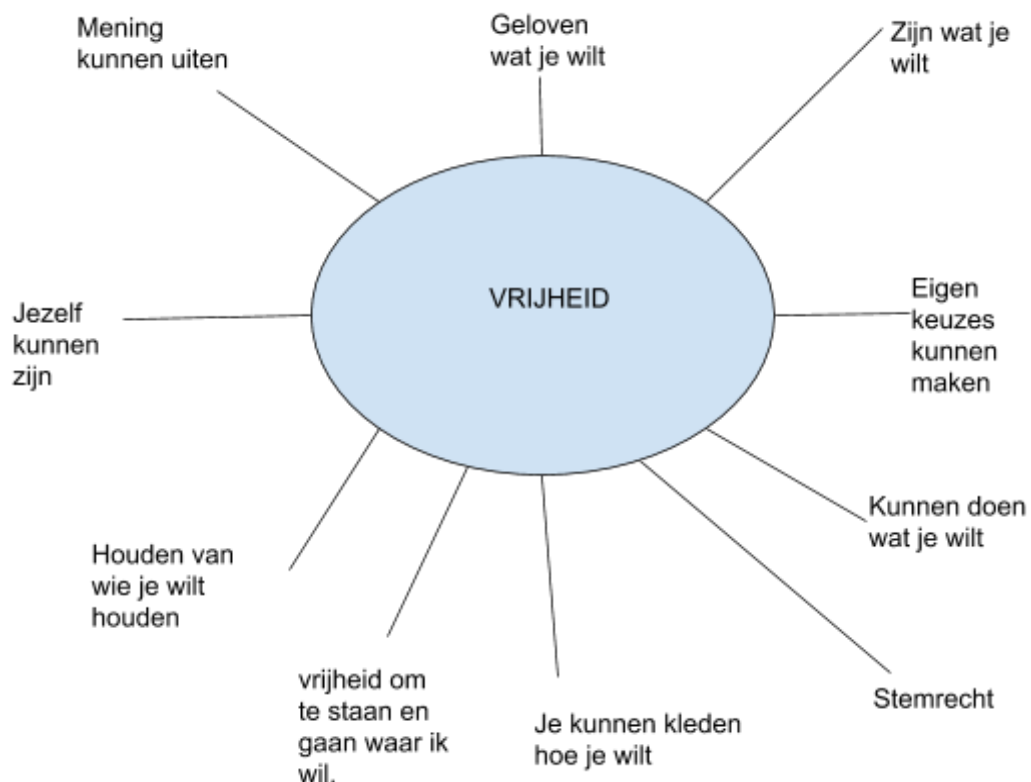 Mening
kunnen uiten
Geloven
wat je wilt
Zijn wat je
wilt
VRIJHEID
Jezelf
kunnen
zijn
Eigen
keuzes
kunnen
maken
Kunnen doen
wat je wilt
Houden van
wie je wilt
houden
vrijheid om
te staan en
gaan waar ik
wil.
Je kunnen kleden
hoe je wilt
Stemrecht